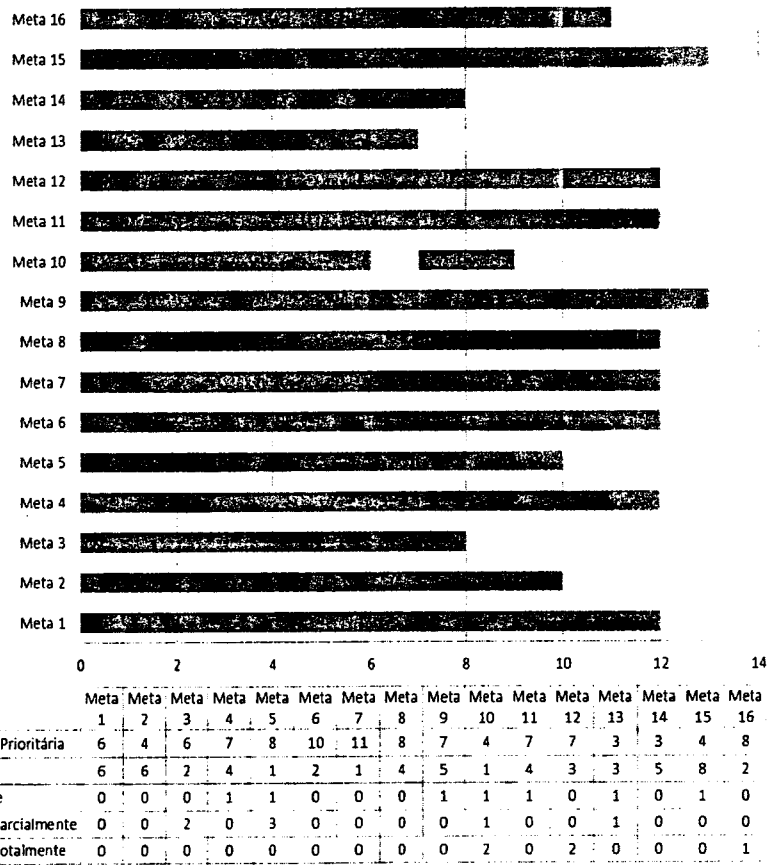 Meta 16
Meta 15
Meta 14
Meta 13
Meta 12
Meta 11
Meta 10
Meta 9
Meta 8
Meta 7
Meta 6
Meta 5
Meta 4
Meta 3
Meta 2
Meta 1
0 2 4 6 8 10 12 14
Meta Meta Meta Meta Meta Meta Meta Meta Meta Meta Meta Meta Meta Meta Meta Meta
1 2 3 4 5 6 7 8 9 10 11 12 13 14 15 16
Prioritária 6 4 6 7 8 10 11 8 7 4 7 7 3 3 4 8
6 6 2 4 1 2 1 4 5 1 4 3 3 5 8 2
e 0 0 0 1 1 0 0 0 1 1 1 0 1 0 1 0
arcialmente 0 0 2 0 3 0 0 0 0 1 0 0 1 0 0 0
otalmente 0 0 0 0 0 0 0 0 0 2 0 2 0 0 0 1